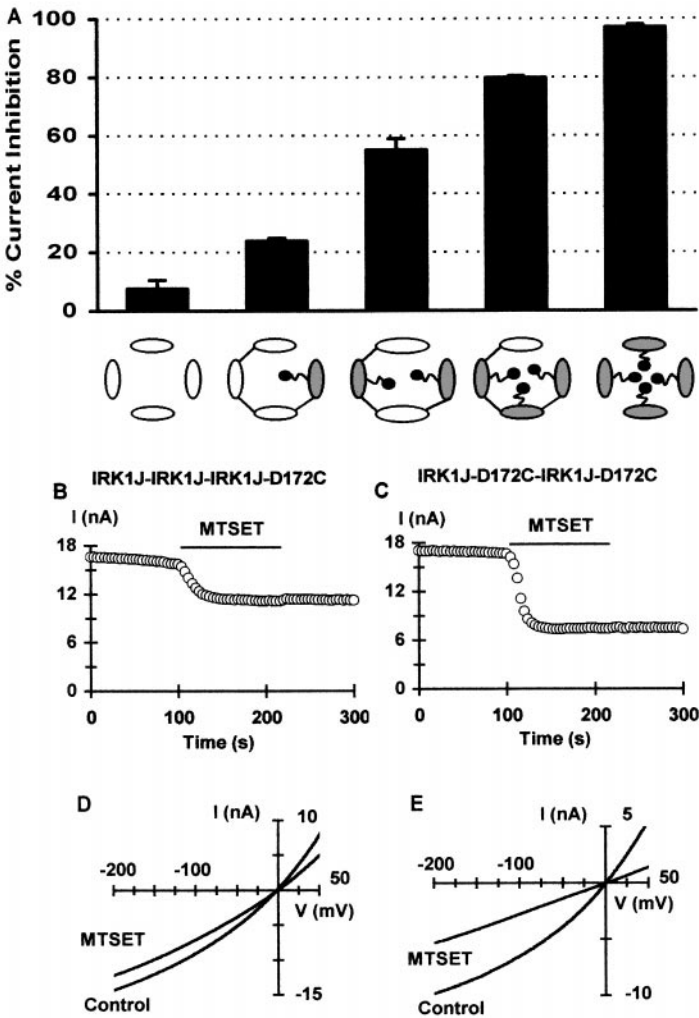 A
% Current Inhibition
100
80
60
40
20
0
IRK1J-IRK1J-IRK1J-D172C
B
I (nA)
MTSET
18
12
6
0
0 100 200 300
Time (s)
IRK1J-D172C-IRK1J-D172C
C
I (nA)
MTSET
18
12
6
0
0 100 200 300
Time (s)
D
I (nA)
10
-200 -100 50
V (mV)
MTSET
Control
-15
E
I (nA)
5
-200 -100 50
V (mV)
MTSET
Control
-10